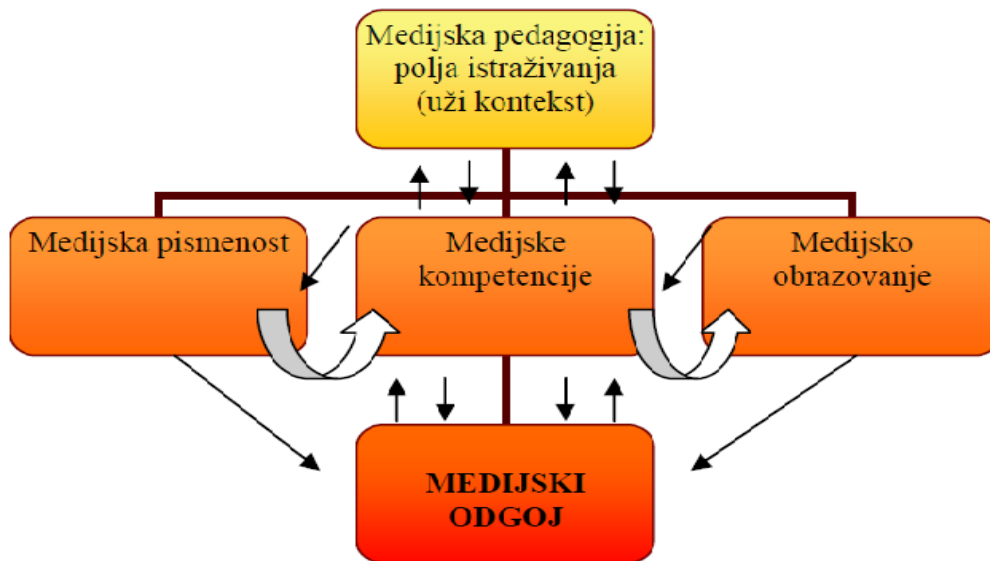 Medijska pedagogija:
polja istraživanja
(uži kontekst)
Medijska pismenost
Medijske
kompetencije
Medijsko
obrazovanje
MEDIJSKI
ODGOJ